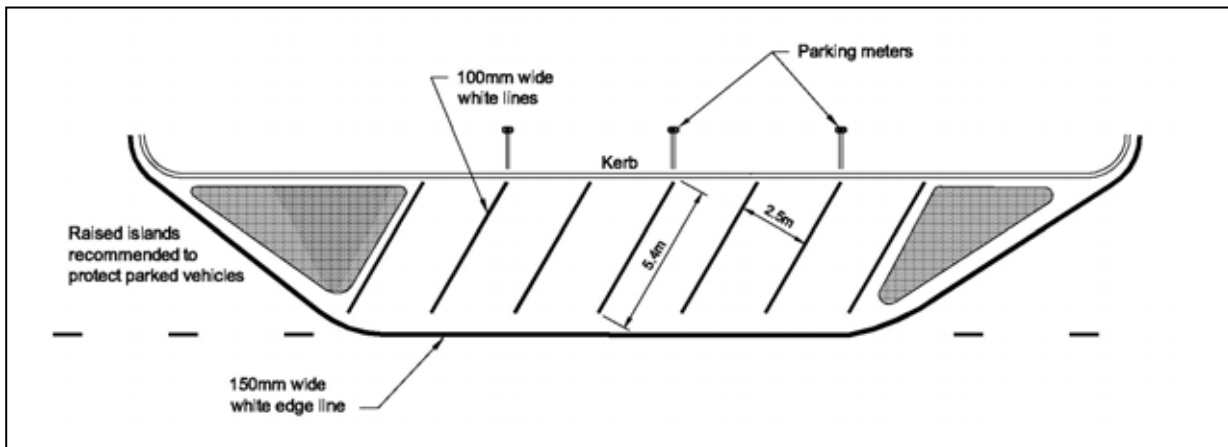 Parking meters
100mm wide
white lines
Kerb
2.5m
5.4m
Raised islands
recommended to
protect parked vehicles
150mm wide
white edge line